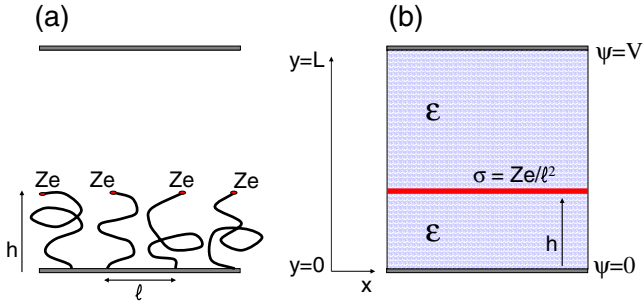 (a)
Ze Ze Ze Ze
h
ℓ
(b)
y=L
ψ=V
ε
σ = Ze/ℓ²
ε
h
y=0
ψ=0
x